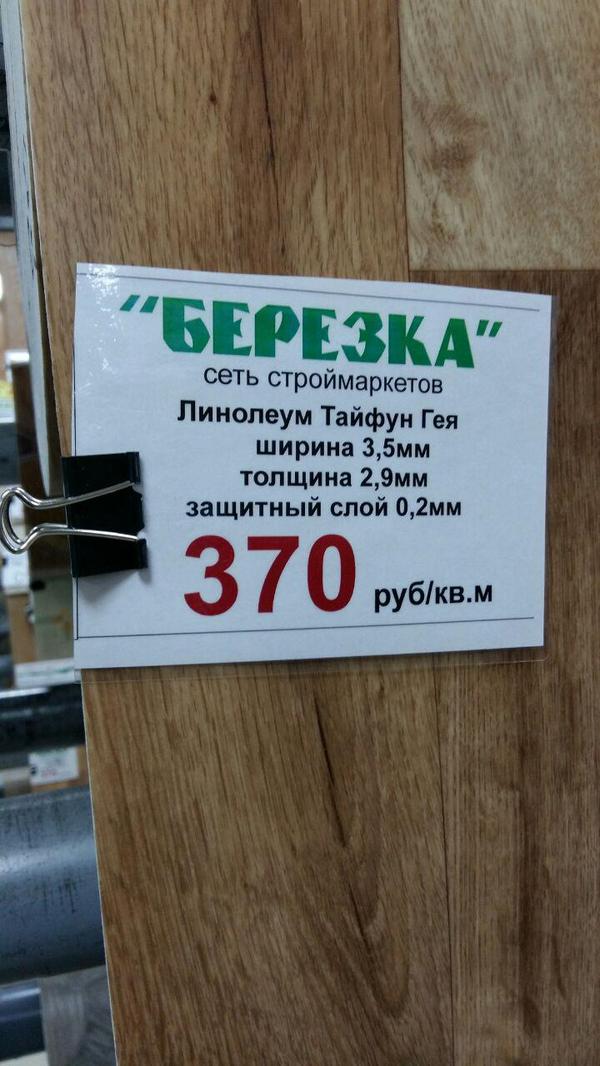 "БЕРЕЗКА"
сеть строймаркетов
Линолеум Тайфун Гея
ширина 3,5мм
толщина 2,9мм
защитный слой 0,2мм
370 руб/кв.м